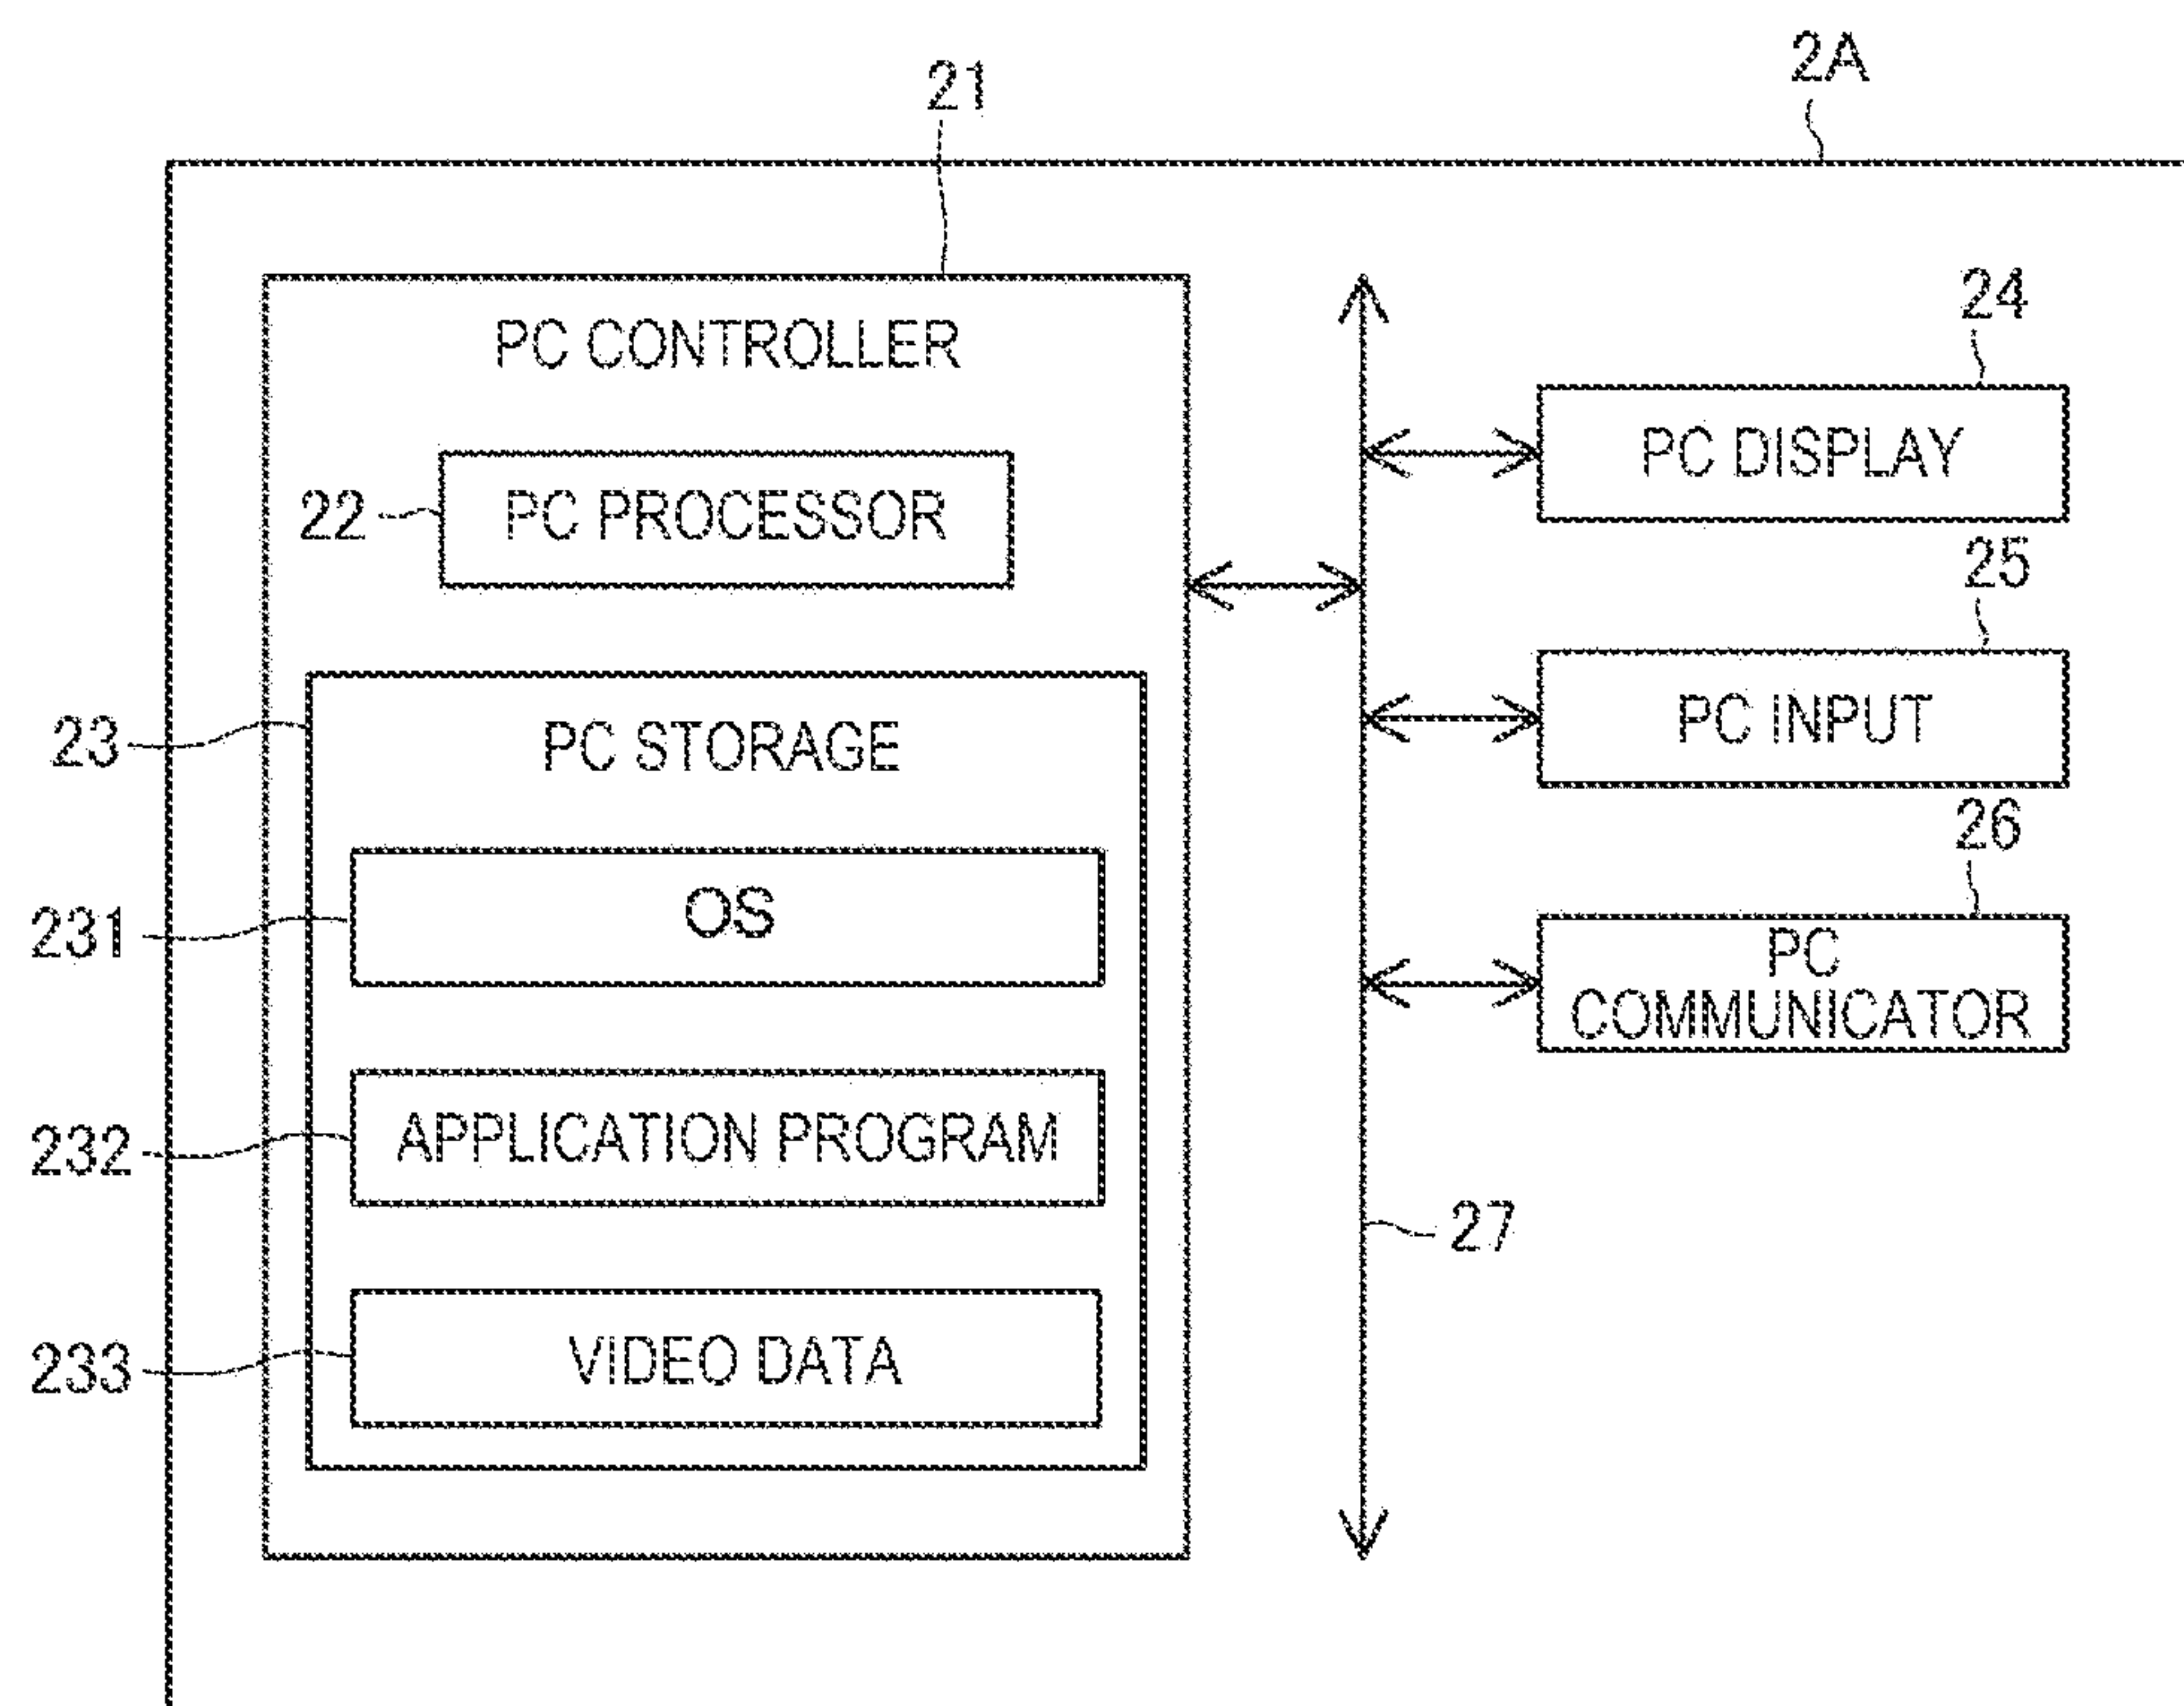 2A
21
PC CONTROLLER
24
PC DISPLAY
22
PC PROCESSOR
25
PC INPUT
23
PC STORAGE
26
PC
COMMUNICATOR
231
OS
232
APPLICATION PROGRAM
27
233
VIDEO DATA